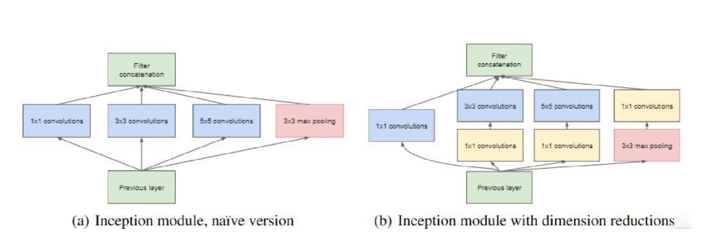 Filter
concatenation
1x1 convolutions
3x3 convolutions
5x5 convolutions
3x3 max pooling
Previous layer
(a) Inception module, naïve version
Filter
concatenation
3x3 convolutions
5x5 convolutions
1x1 convolutions
1x1 convolutions
1x1 convolutions
1x1 convolutions
3x3 max pooling
Previous layer
(b) Inception module with dimension reductions